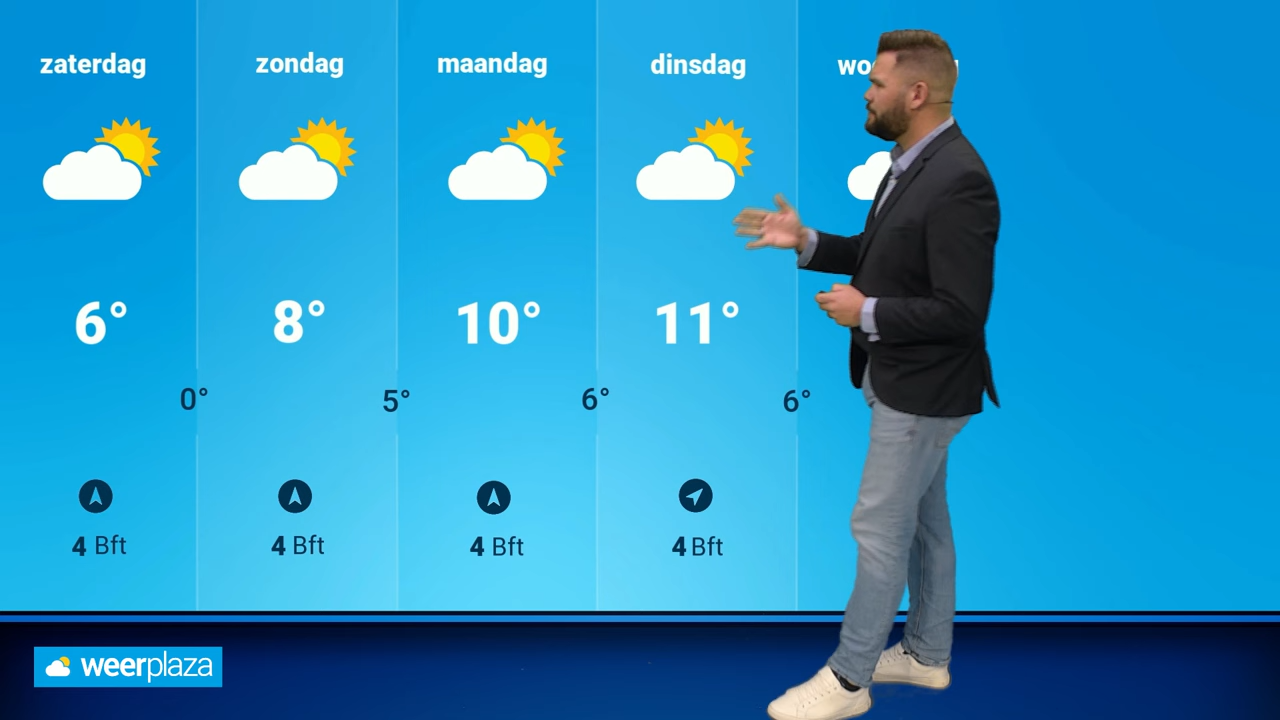 zaterdag zondag maandag dinsdag
6° 8° 10° 11°
0° 5° 6° 6°
4 Bft 4 Bft 4 Bft 4 Bft
weerplaza